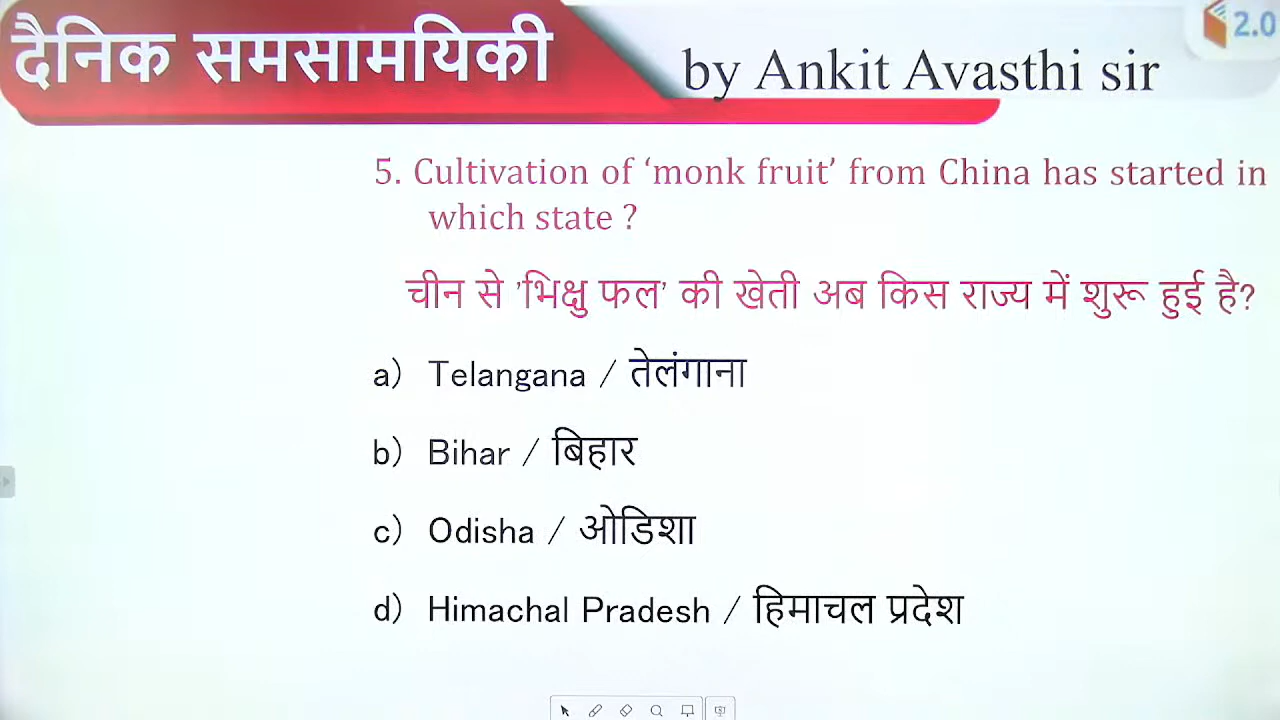 दैनिक समसामयिकी
by Ankit Avasthi sir
2.0
5. Cultivation of ‘monk fruit’ from China has started in
which state ?
चीन से 'भिक्षु फल' की खेती अब किस राज्य में शुरू हुई है?
a) Telangana / तेलंगाना
b) Bihar / बिहार
c) Odisha / ओडिशा
d) Himachal Pradesh / हिमाचल प्रदेश